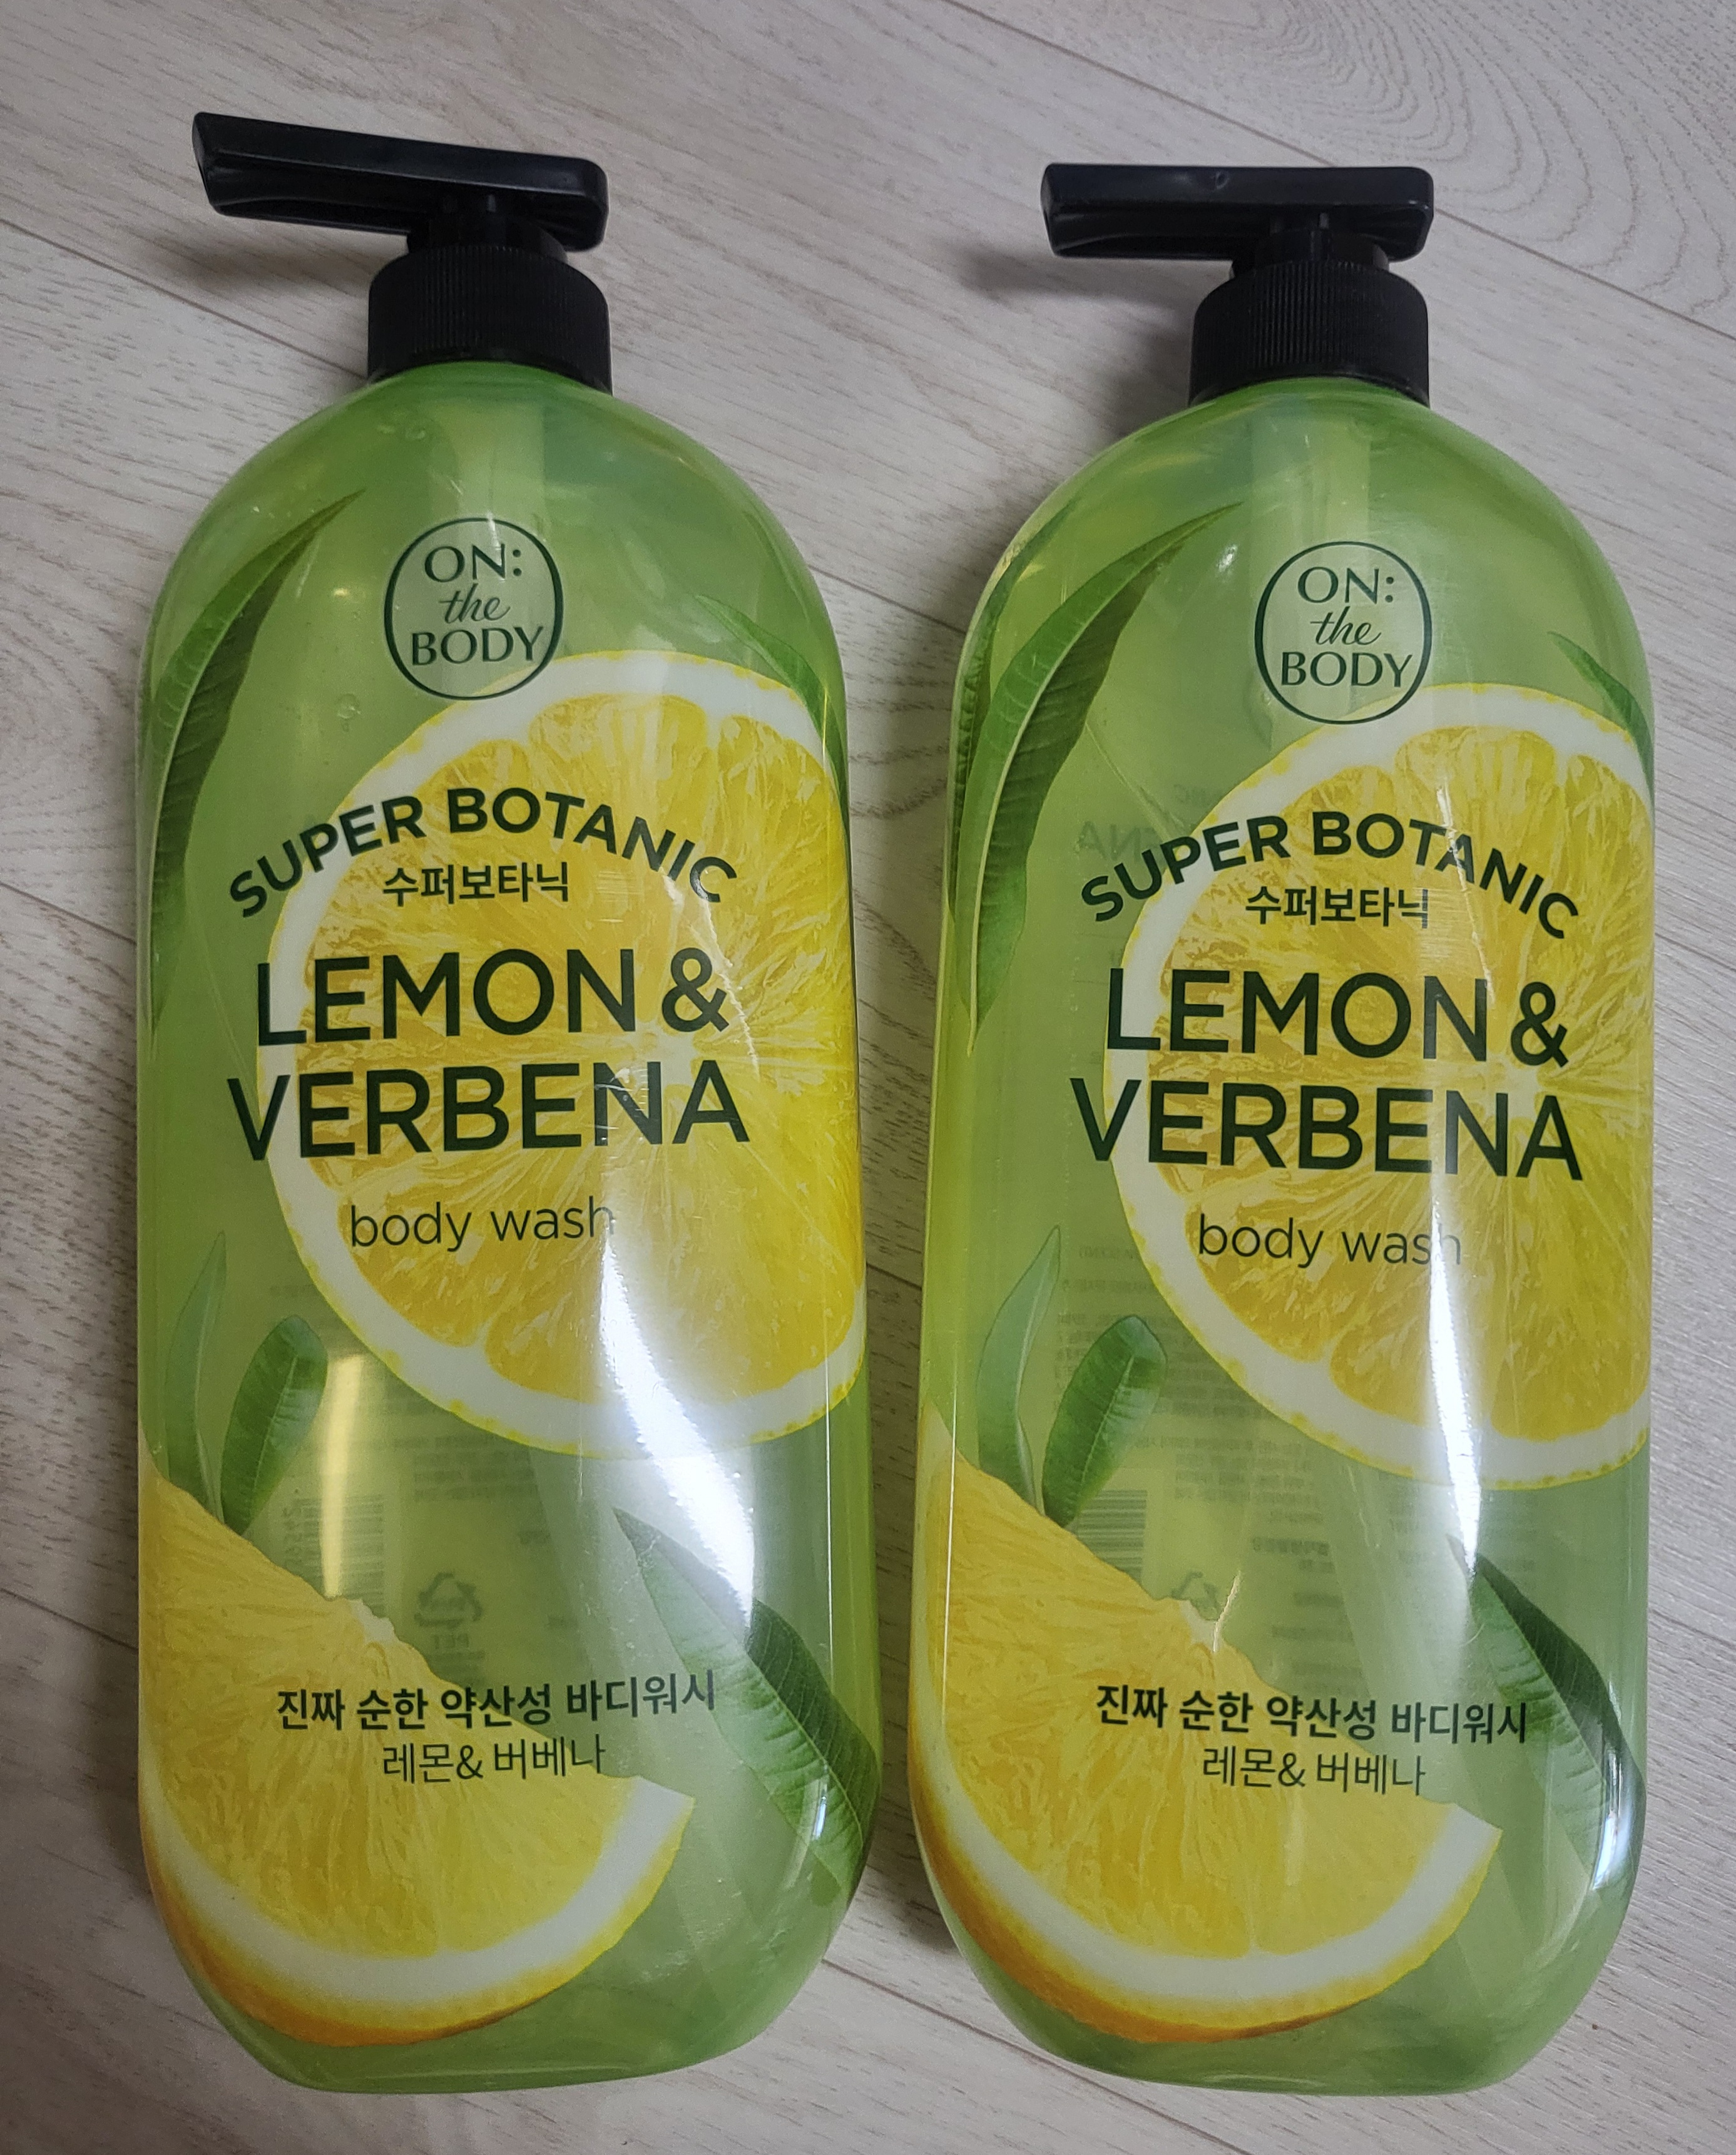 ON:
the
BODY
SUPER BOTANIC
수퍼보타닉
LEMON &
VERBENA
body wash
진짜 순한 약산성 바디워시
레몬& 버베나
ON:
the
BODY
SUPER BOTANIC
수퍼보타닉
LEMON &
VERBENA
body wash
진짜 순한 약산성 바디워시
레몬& 버베나